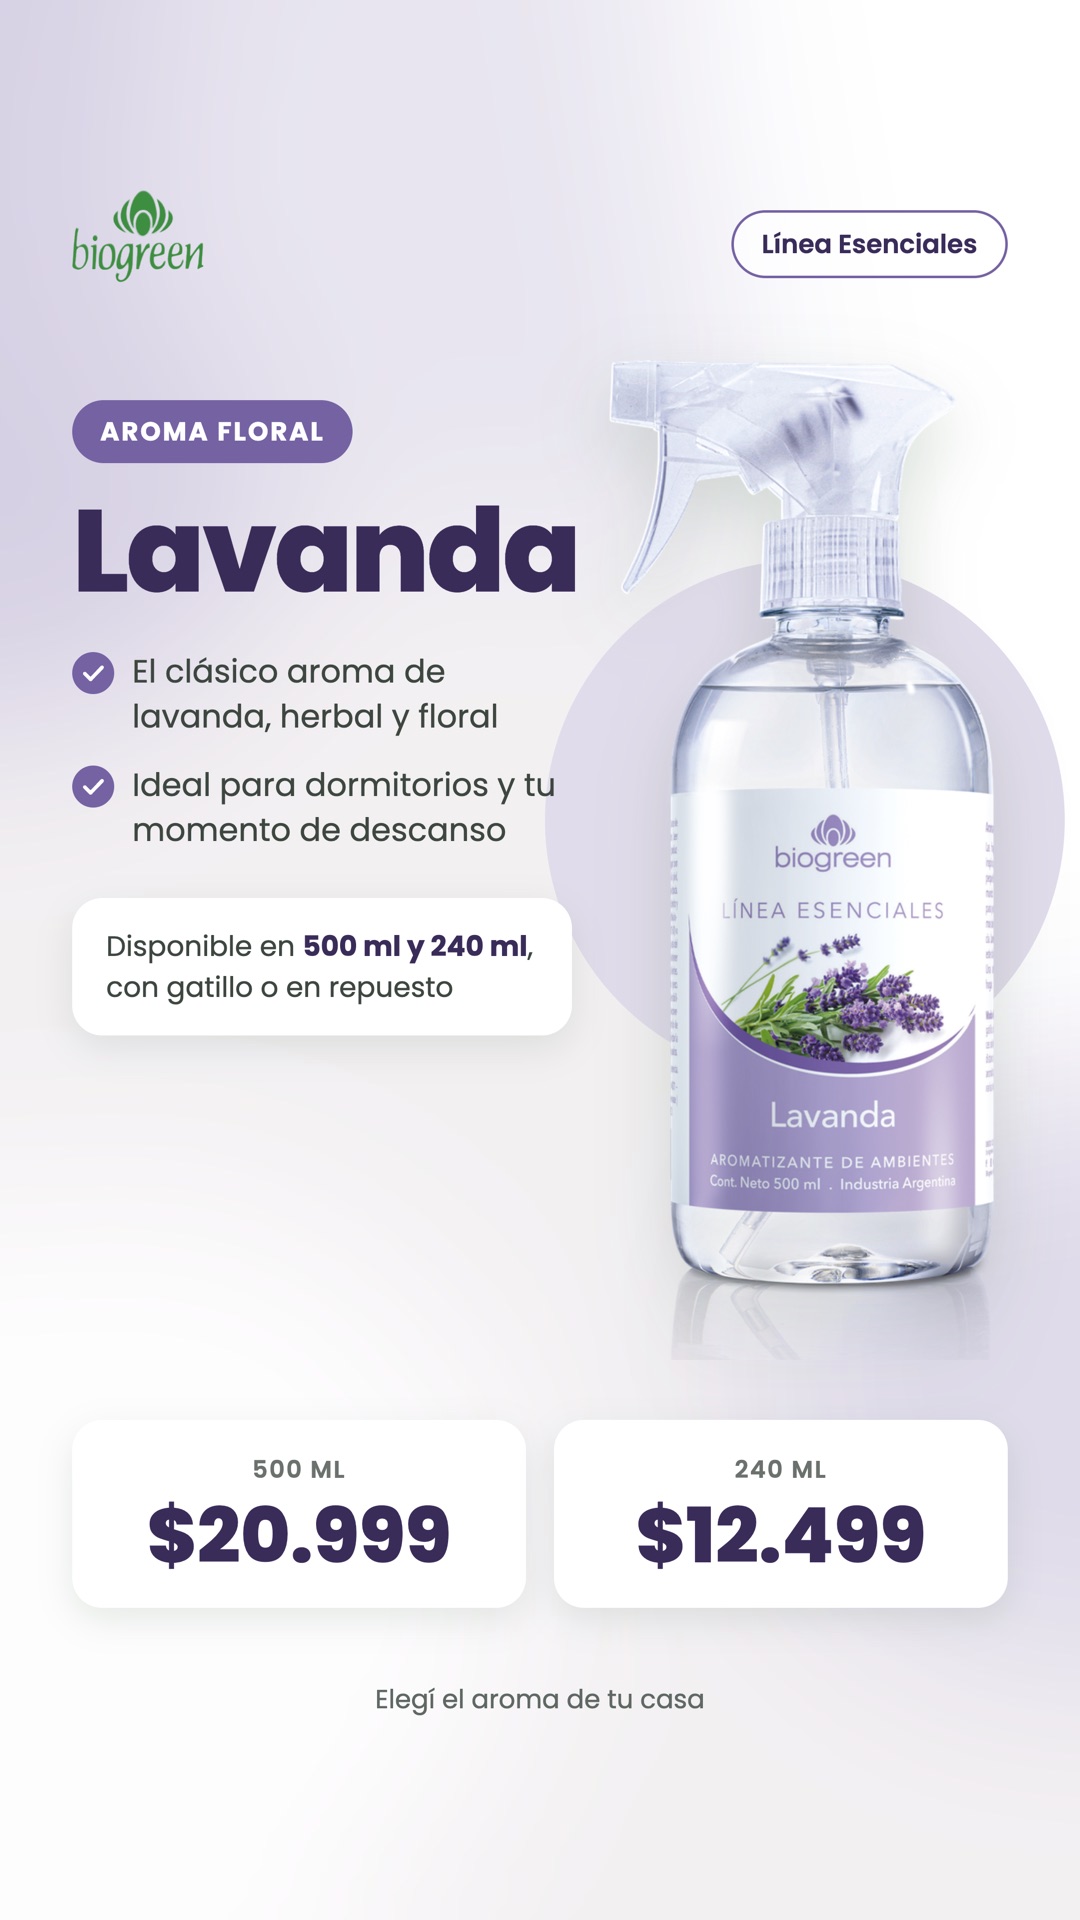 biogreen
Línea Esenciales
AROMA FLORAL
Lavanda
El clásico aroma de
lavanda, herbal y floral
Ideal para dormitorios y tu
momento de descanso
Disponible en 500 ml y 240 ml,
con gatillo o en repuesto
biogreen
LÍNEA ESENCIALES
Lavanda
AROMATIZANTE DE AMBIENTES
Cont. Neto 500 ml . Industria Argentina
500 ML
$20.999
240 ML
$12.499
Elegí el aroma de tu casa